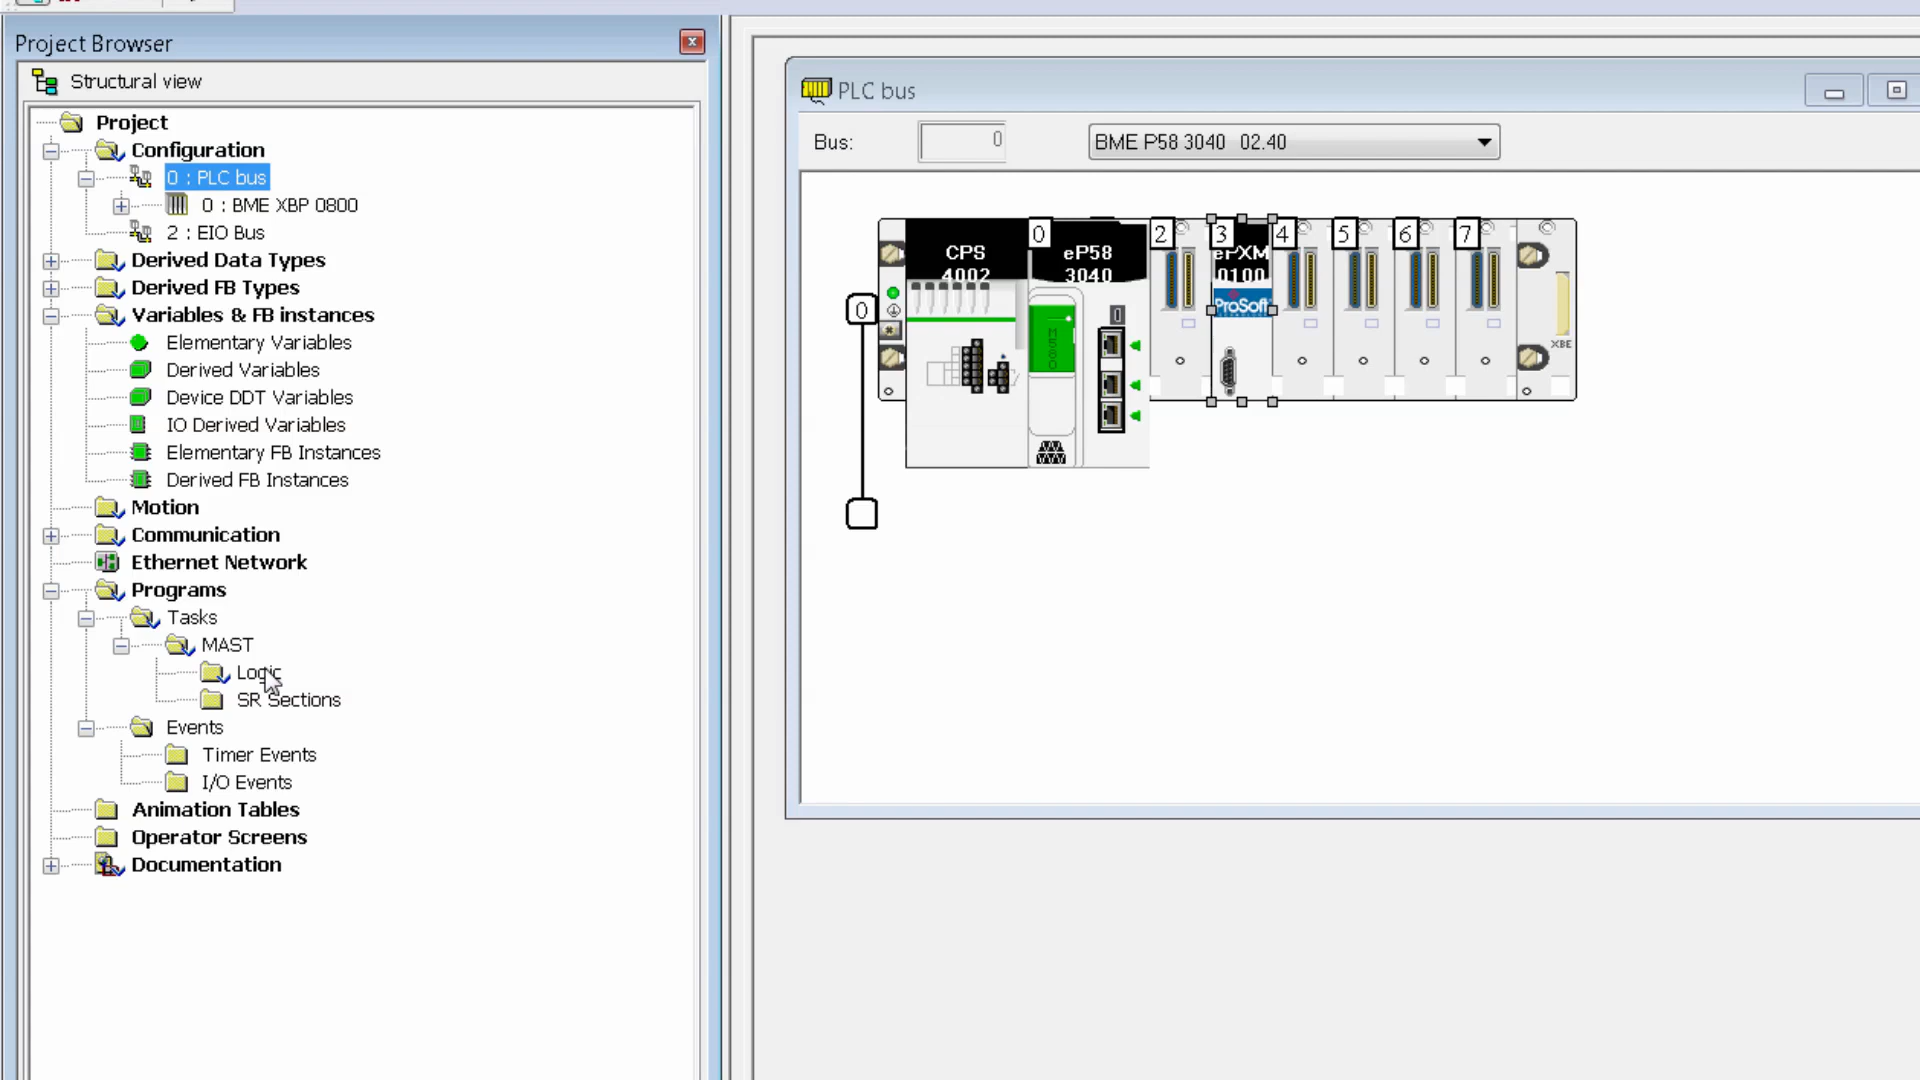 Project Browser
Structural view
Project
Configuration
0 : PLC bus
0 : BME XBP 0800
2 : EIO Bus
Derived Data Types
Derived FB Types
Variables & FB instances
Elementary Variables
Derived Variables
Device DDT Variables
IO Derived Variables
Elementary FB Instances
Derived FB Instances
Motion
Communication
Ethernet Network
Programs
Tasks
MAST
Logic
SR Sections
Events
Timer Events
I/O Events
Animation Tables
Operator Screens
Documentation
PLC bus
Bus:
0
BME P58 3040 02.40
0
2
3
4
5
6
7
CPS
4002
eP58
3040
ePXM
0100
ProSoft
0
0
M580
XBE